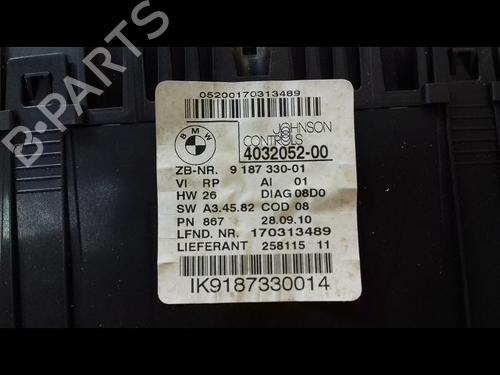 05200170313489
BMW
JOHNSON
CONTROLS
4032052-00
ZB-NR. 9 187 330-01
VI RP AI 01
HW 26 DIAG 08D0
SW A3.45.82 COD 08
PN 867 28.09.10
LFND. NR. 170313489
LIEFERANT 258115 11
IK9187330014